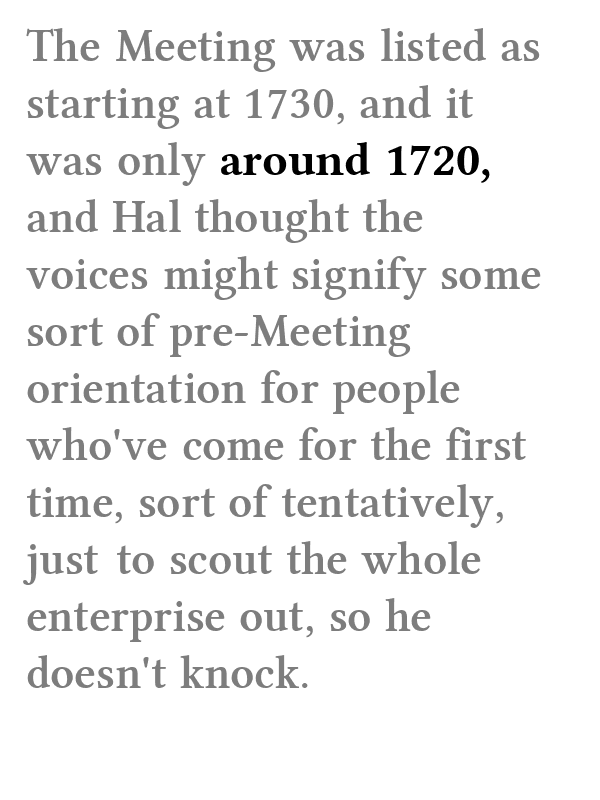 The Meeting was listed as
starting at 1730, and it
was only around 1720,
and Hal thought the
voices might signify some
sort of pre-Meeting
orientation for people
who've come for the first
time, sort of tentatively,
just to scout the whole
enterprise out, so he
doesn't knock.